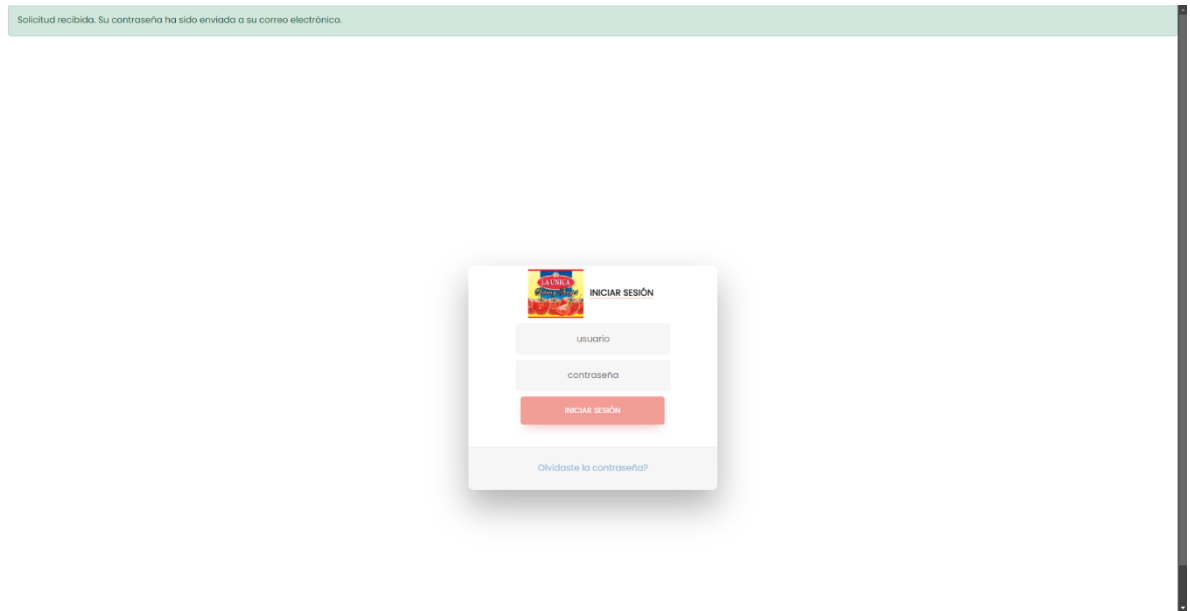 Solicitud recibida. Su contraseña ha sido enviada a su correo electrónico.
LA UNICA
INICIAR SESIÓN
usuario
contraseña
INICIAR SESIÓN
Olvidaste la contraseña?